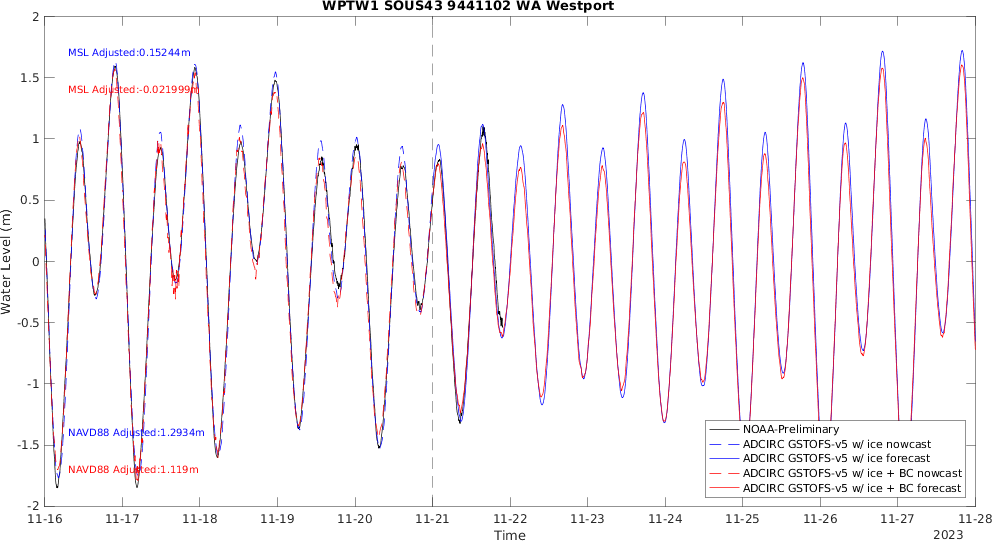 WPTW1 SOUS43 9441102 WA Westport
Water Level (m)
2
1.5
1
0.5
0
-0.5
-1
-1.5
-2
MSL Adjusted:0.15244m
MSL Adjusted:-0.021999m
NAVD88 Adjusted:1.2934m
NAVD88 Adjusted:1.119m
NOAA-Preliminary
ADCIRC GSTOFS-v5 w/ ice nowcast
ADCIRC GSTOFS-v5 w/ ice forecast
ADCIRC GSTOFS-v5 w/ ice + BC nowcast
ADCIRC GSTOFS-v5 w/ ice + BC forecast
11-16 11-17 11-18 11-19 11-20 11-21 11-22 11-23 11-24 11-25 11-26 11-27 11-28
Time
2023